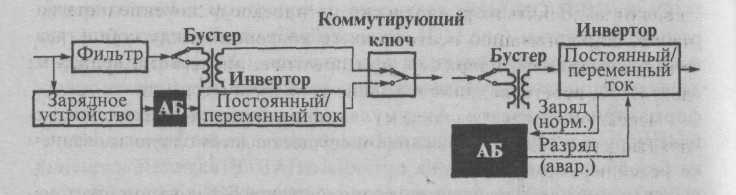 Коммутирующий
ключ
Бустер
Фильтр
Инвертор
Зарядное
устройство
АБ
Постоянный/
переменный ток
Бустер
Инвертор
Постоянный/
переменный
ток
Заряд
(норм.)
АБ
Разряд
(авар.)